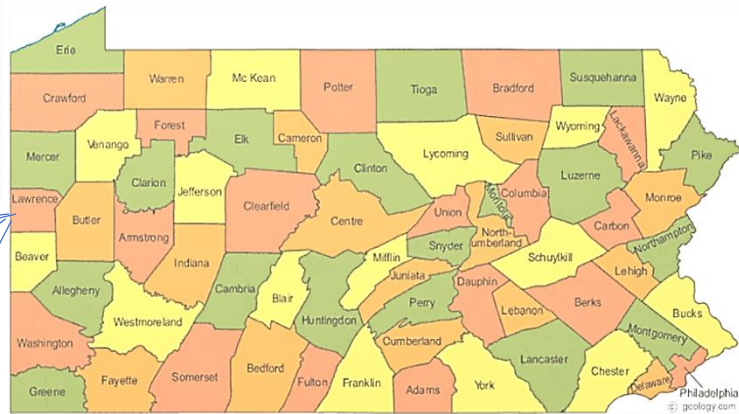 Erie
Warren
Mc Kean
Potter
Tioga
Bradford
Susquehanna
Wayne
Crawford
Forest
Elk
Cameron
Lycoming
Sullivan
Wyoming
Lackawanna
Pike
Mercer
Venango
Clarion
Jefferson
Clinton
Luzerne
Monroe
Lawrence
Butler
Armstrong
Clearfield
Centre
Union
Montour
Columbia
Carbon
Northampton
Beaver
Indiana
Mifflin
Snyder
North-
umberland
Schuylkill
Lehigh
Allegheny
Westmoreland
Cambria
Blair
Huntingdon
Juniata
Perry
Dauphin
Lebanon
Berks
Bucks
Montgomery
Washington
Cumberland
Lancaster
Chester
Greene
Fayette
Somerset
Bedford
Fulton
Franklin
Adams
York
Delaware
Philadelphia
© geology.com